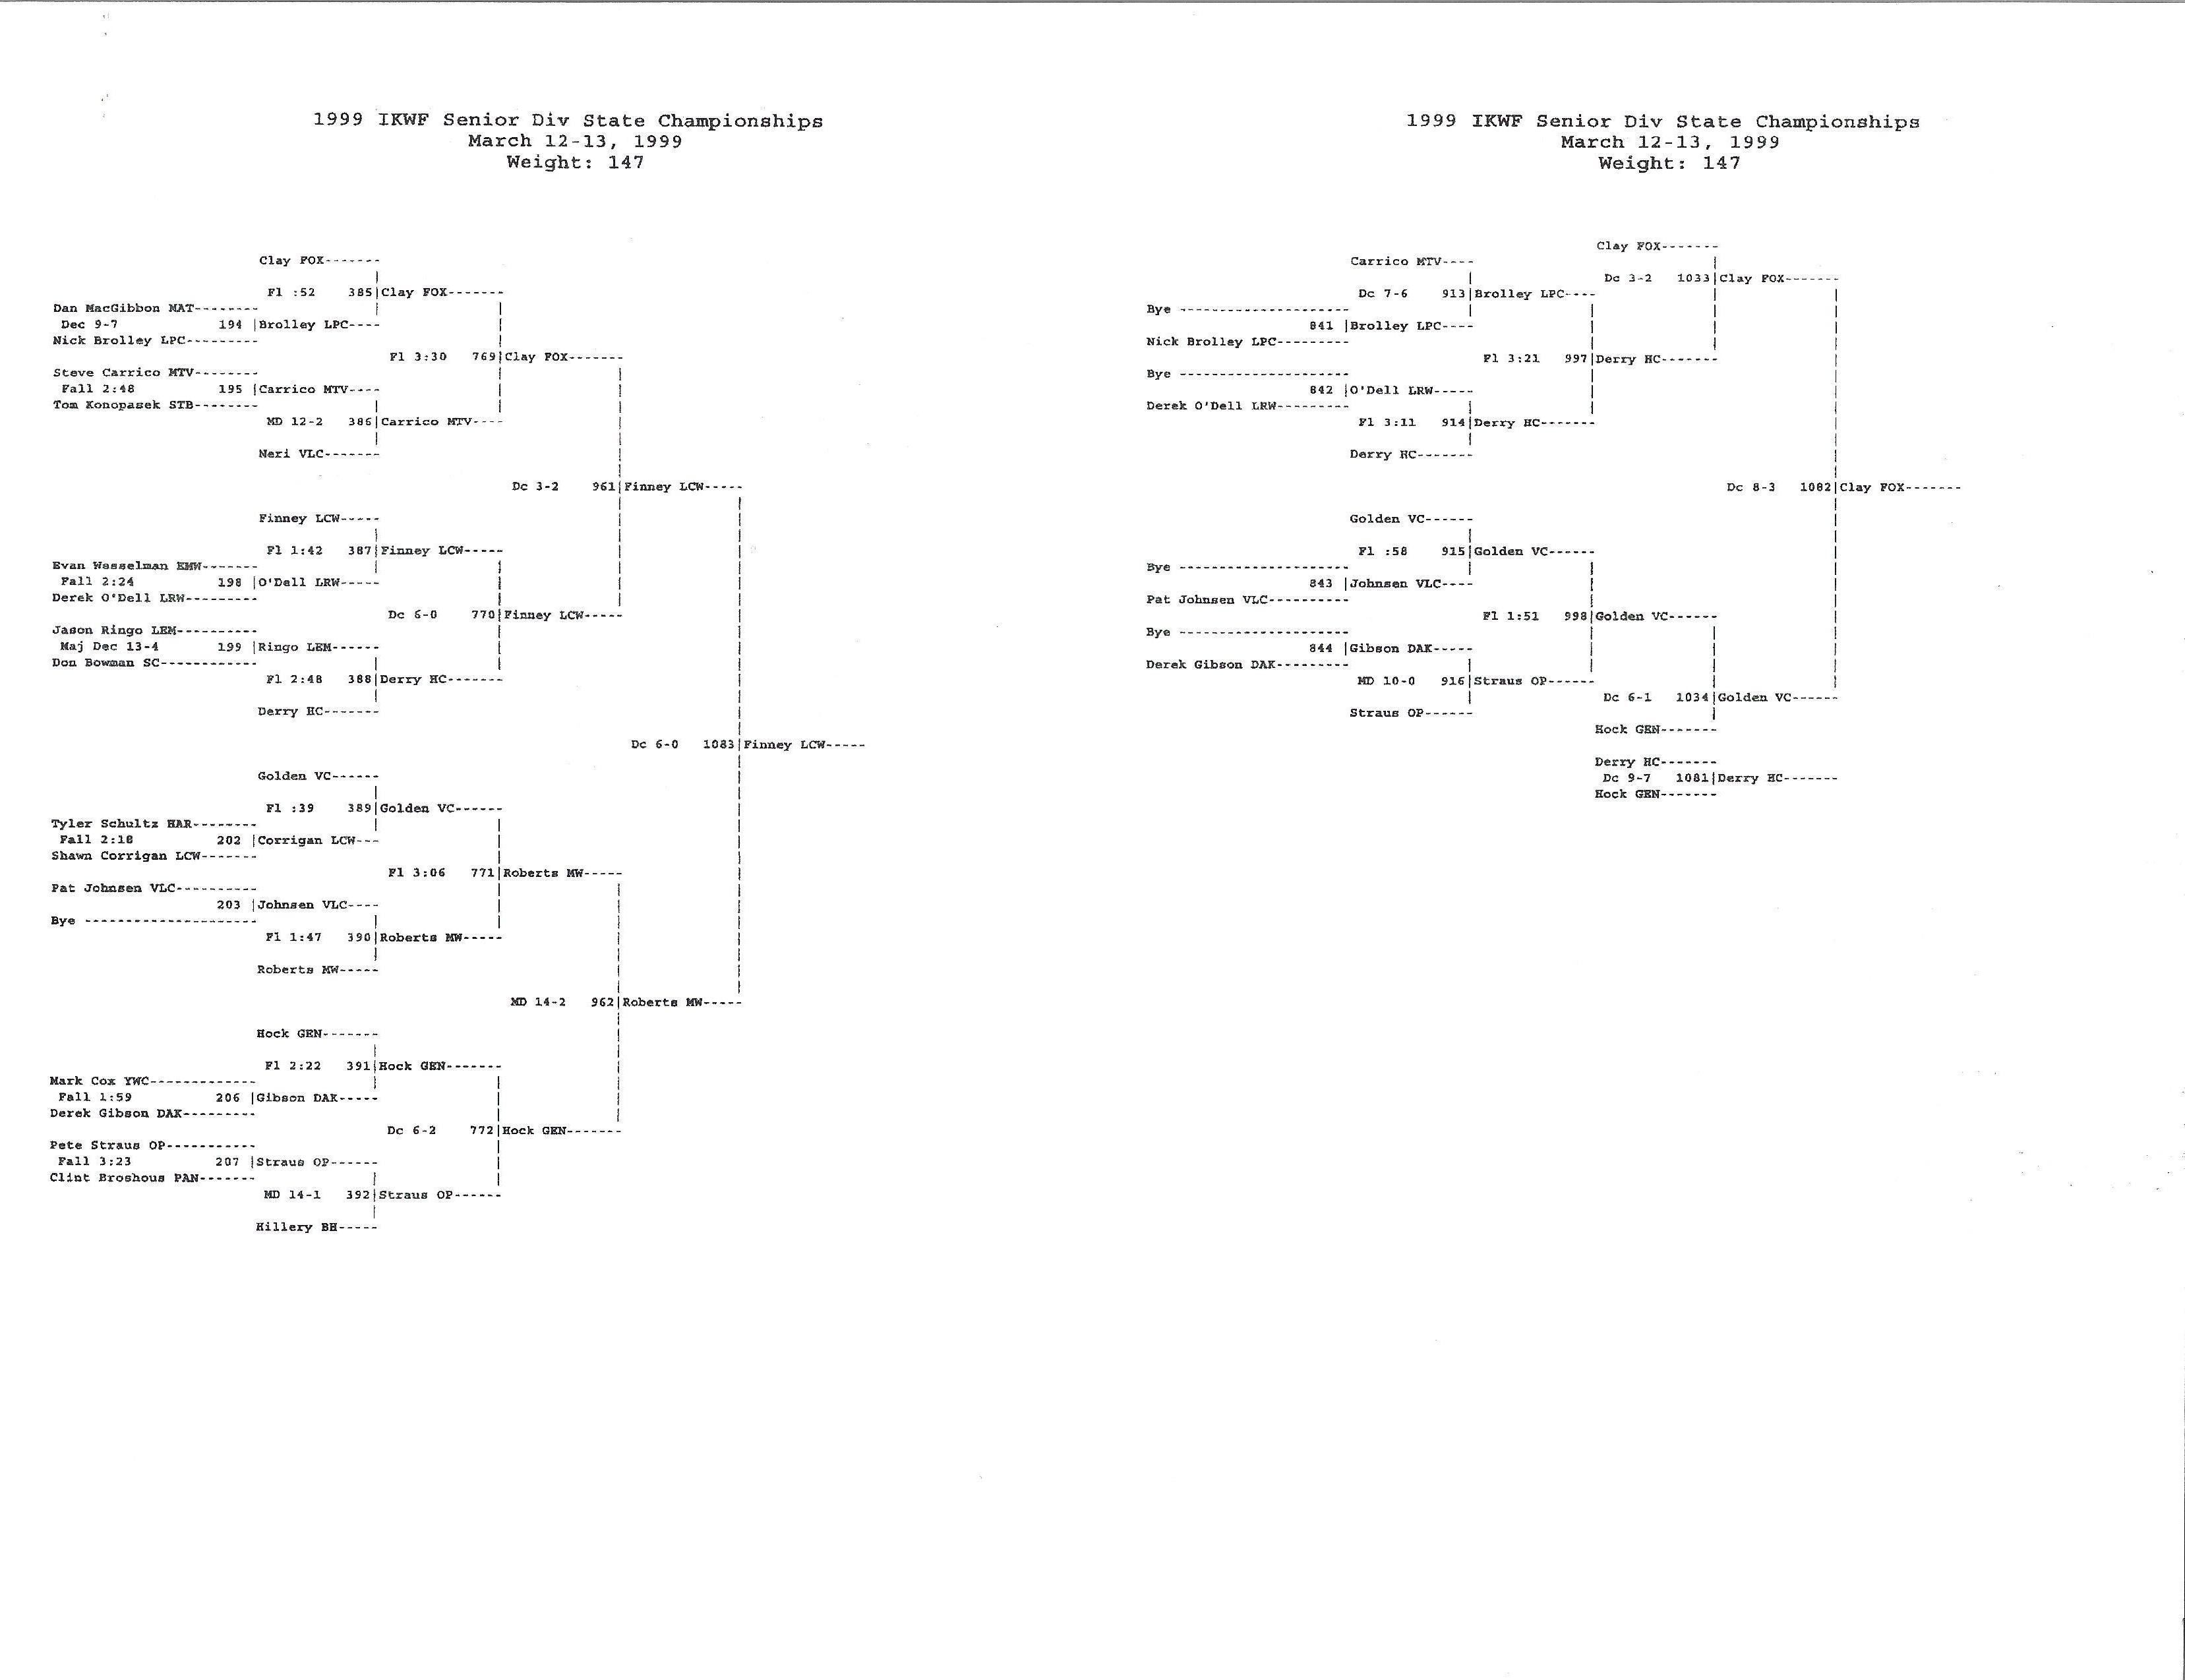 1999 IKWF Senior Div State Championships
March 12-13, 1999
Weight: 147
Clay FOX-------
Fl :52 385|Clay FOX-------
Dan MacGibbon MAT--------
Dec 9-7 194 |Brolley LPC----
Nick Brolley LPC---------
Fl 3:30 769|Clay FOX-------
Steve Carrico MTV--------
Fall 2:48 195 |Carrico MTV----
Tom Konopasek STB--------
MD 12-2 386|Carrico MTV----
Neri VLC-------
Dc 3-2 961|Finney LCW-----
Finney LCW-----
Fl 1:42 387|Finney LCW-----
Evan Wesselman EMW-------
Fall 2:24 198 |O'Dell LRW-----
Derek O'Dell LRW---------
Dc 6-0 770|Finney LCW-----
Jason Ringo LEM----------
Maj Dec 13-4 199 |Ringo LEM------
Don Bowman SC------------
Fl 2:48 388|Derry HC-------
Derry HC-------
Dc 6-0 1083|Finney LCW-----
Golden VC------
Fl :39 389|Golden VC------
Tyler Schultz HAR--------
Fall 2:18 202 |Corrigan LCW---
Shawn Corrigan LCW-------
Fl 3:06 771|Roberts MW-----
Pat Johnsen VLC----------
203 |Johnsen VLC----
Bye ---------------------
Fl 1:47 390|Roberts MW-----
Roberts MW-----
MD 14-2 962|Roberts MW-----
Hock GEN-------
Fl 2:22 391|Hock GEN-------
Mark Cox YWC-------------
Fall 1:59 206 |Gibson DAK-----
Derek Gibson DAK---------
Dc 6-2 772|Hock GEN-------
Pete Straus OP-----------
Fall 3:23 207 |Straus OP------
Clint Broshous PAN-------
MD 14-1 392|Straus OP------
Hillery BH-----
1999 IKWF Senior Div State Championships
March 12-13, 1999
Weight: 147
Clay FOX-------
Carrico MTV----
Dc 3-2 1033|Clay FOX-------
Dc 7-6 913|Brolley LPC----
Bye ---------------------
841 |Brolley LPC----
Nick Brolley LPC---------
Fl 3:21 997|Derry HC-------
Bye ---------------------
842 |O'Dell LRW-----
Derek O'Dell LRW---------
Fl 3:11 914|Derry HC-------
Derry HC-------
Dc 8-3 1082|Clay FOX-------
Golden VC------
Fl :58 915|Golden VC------
Bye ---------------------
843 |Johnsen VLC----
Pat Johnsen VLC----------
Fl 1:51 998|Golden VC------
Bye ---------------------
844 |Gibson DAK-----
Derek Gibson DAK---------
MD 10-0 916|Straus OP------
Dc 6-1 1034|Golden VC------
Straus OP------
Hock GEN-------
Derry HC-------
Dc 9-7 1081|Derry HC-------
Hock GEN-------